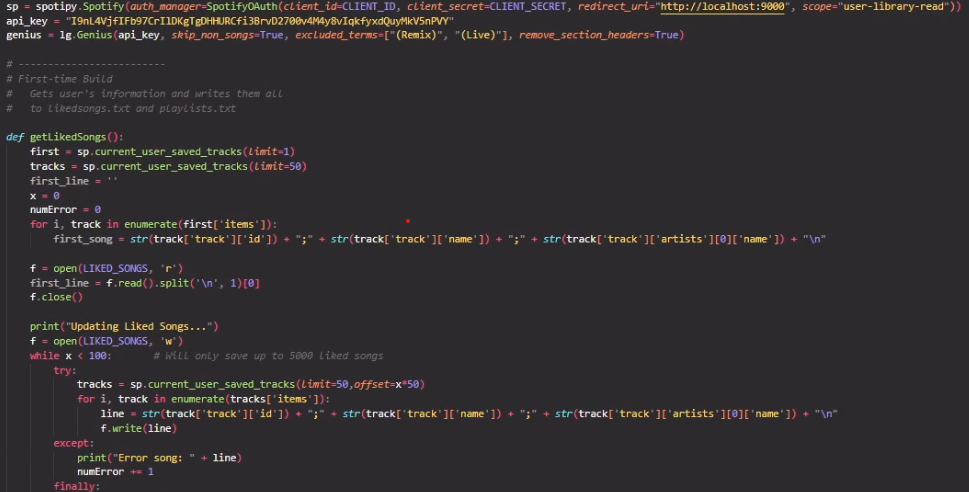 sp = spotipy.Spotify(auth_manager=SpotifyOAuth(client_id=CLIENT_ID, client_secret=CLIENT_SECRET, redirect_uri="http://localhost:9000", scope="user-library-read"))
api_key = "I9nL4VjfIFb97CrI1DKgTgDHHURCfi3BrvD2700v4M4y8vIqkfyxdQuyMkV5nPVY"
genius = lg.Genius(api_key, skip_non_songs=True, excluded_terms=["(Remix)", "(Live)"], remove_section_headers=True)
# -------------------------
# First-time Build
#   Gets user's information and writes them all
#   to likedsongs.txt and playlists.txt
def getLikedSongs():
    first = sp.current_user_saved_tracks(limit=1)
    tracks = sp.current_user_saved_tracks(limit=50)
    first_line = ''
    x = 0
    numError = 0
    for i, track in enumerate(first['items']):
        first_song = str(track['track']['id']) + ";" + str(track['track']['name']) + ";" + str(track['track']['artists'][0]['name']) + "\n"
    f = open(LIKED_SONGS, 'r')
    first_line = f.read().split('\n', 1)[0]
    f.close()
    print("Updating Liked Songs...")
    f = open(LIKED_SONGS, 'w')
    while x < 100:       # Will only save up to 5000 liked songs
        try:
            tracks = sp.current_user_saved_tracks(limit=50,offset=x*50)
            for i, track in enumerate(tracks['items']):
                line = str(track['track']['id']) + ";" + str(track['track']['name']) + ";" + str(track['track']['artists'][0]['name']) + "\n"
                f.write(line)
        except:
            print("Error song: " + line)
            numError += 1
        finally: